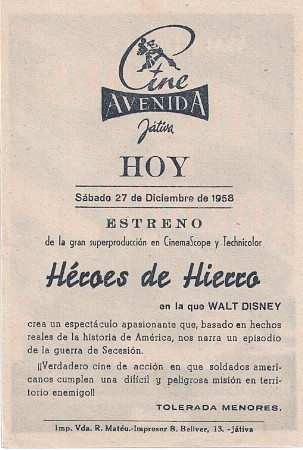 Cine
AVENIDA
Játiva
HOY
Sábado 27 de Diciembre de 1958
ESTRENO
de la gran superproducción en CinemaScope y Technicolor
Héroes de Hierro
en la que WALT DISNEY
crea un espectáculo apasionante que, basado en hechos
reales de la historia de América, nos narra un episodio
de la guerra de Secesión.
¡¡Verdadero cine de acción en que soldados ameri-
canos cumplen una difícil y peligrosa misión en terri-
torio enemigo!!
TOLERADA MENORES.
Imp. Vda. R. Matéu.-Impresor B. Bellver, 13.-Játiva